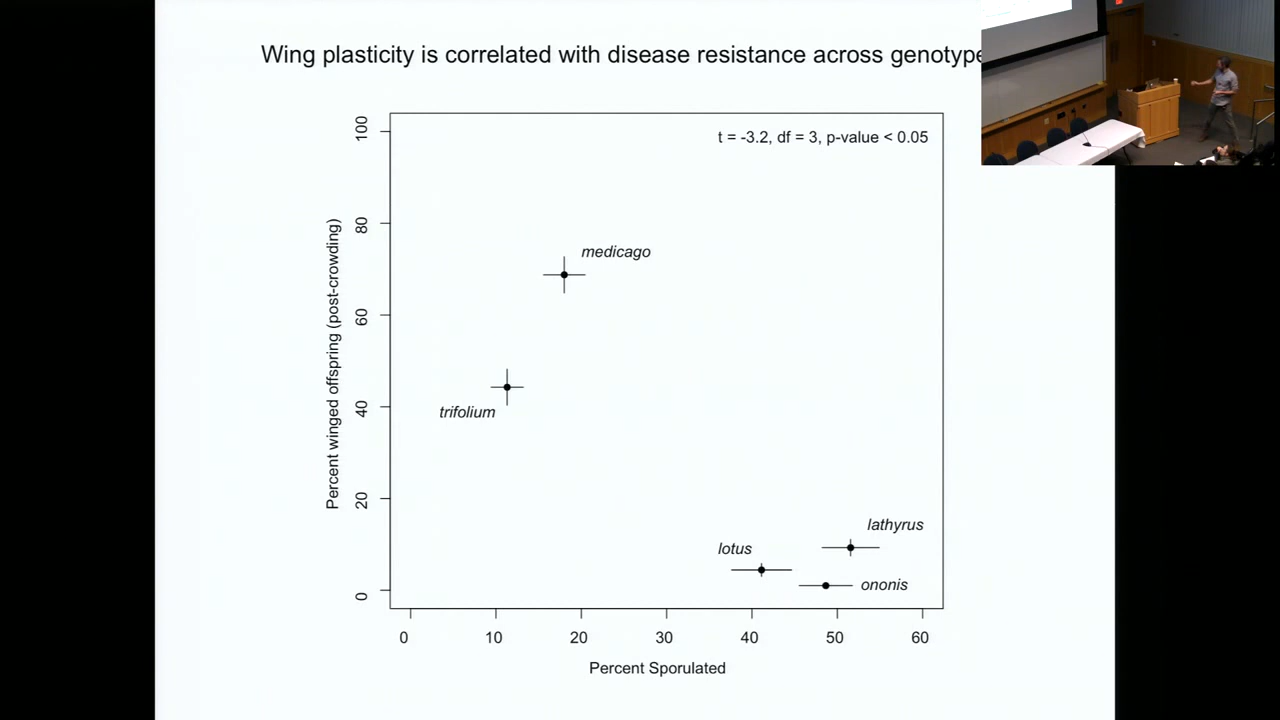 Wing plasticity is correlated with disease resistance across genotype
t = -3.2, df = 3, p-value < 0.05
Percent winged offspring (post-crowding)
100
80
60
40
20
0
medicago
trifolium
lathyrus
lotus
ononis
0 10 20 30 40 50 60
Percent Sporulated